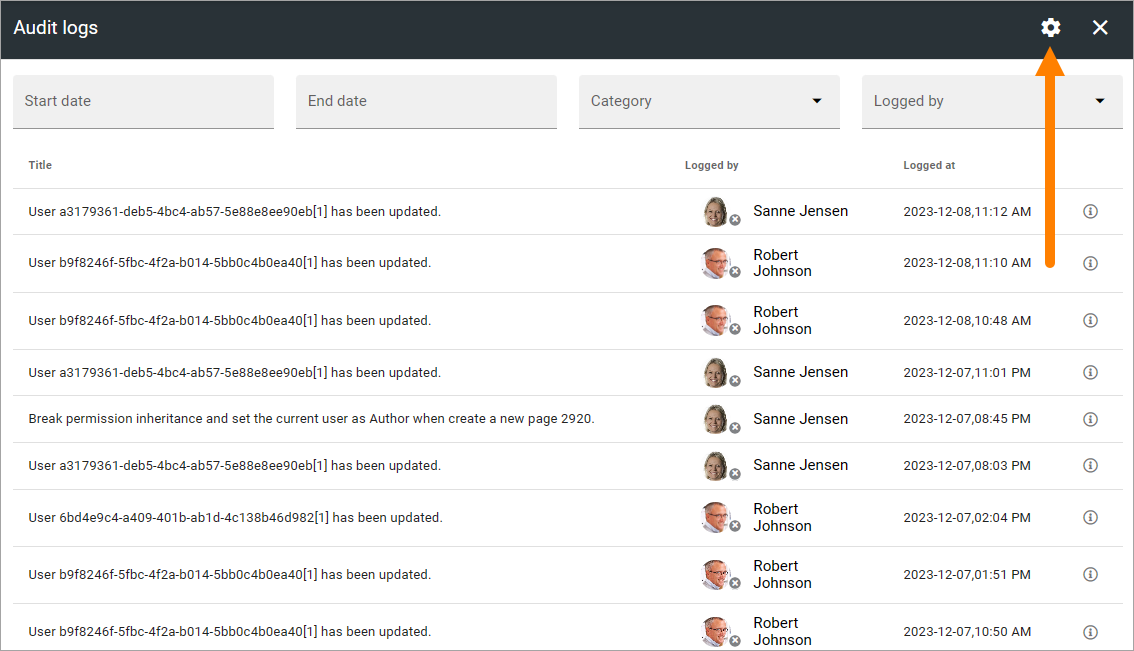 Audit logs
Start date
End date
Category
Logged by
Title
Logged by
Logged at
User a3179361-deb5-4bc4-ab57-5e88e8ee90eb[1] has been updated.
Sanne Jensen
2023-12-08,11:12 AM
User b9f8246f-5fbc-4f2a-b014-5bb0c4b0ea40[1] has been updated.
Robert
Johnson
2023-12-08,11:10 AM
User b9f8246f-5fbc-4f2a-b014-5bb0c4b0ea40[1] has been updated.
Robert
Johnson
2023-12-08,10:48 AM
User a3179361-deb5-4bc4-ab57-5e88e8ee90eb[1] has been updated.
Sanne Jensen
2023-12-07,11:01 PM
Break permission inheritance and set the current user as Author when create a new page 2920.
Sanne Jensen
2023-12-07,08:45 PM
User a3179361-deb5-4bc4-ab57-5e88e8ee90eb[1] has been updated.
Sanne Jensen
2023-12-07,08:03 PM
User 6bd4e9c4-a409-401b-ab1d-4c138b46d982[1] has been updated.
Robert
Johnson
2023-12-07,02:04 PM
User b9f8246f-5fbc-4f2a-b014-5bb0c4b0ea40[1] has been updated.
Robert
Johnson
2023-12-07,01:51 PM
User b9f8246f-5fbc-4f2a-b014-5bb0c4b0ea40[1] has been updated.
Robert
Johnson
2023-12-07,10:50 AM